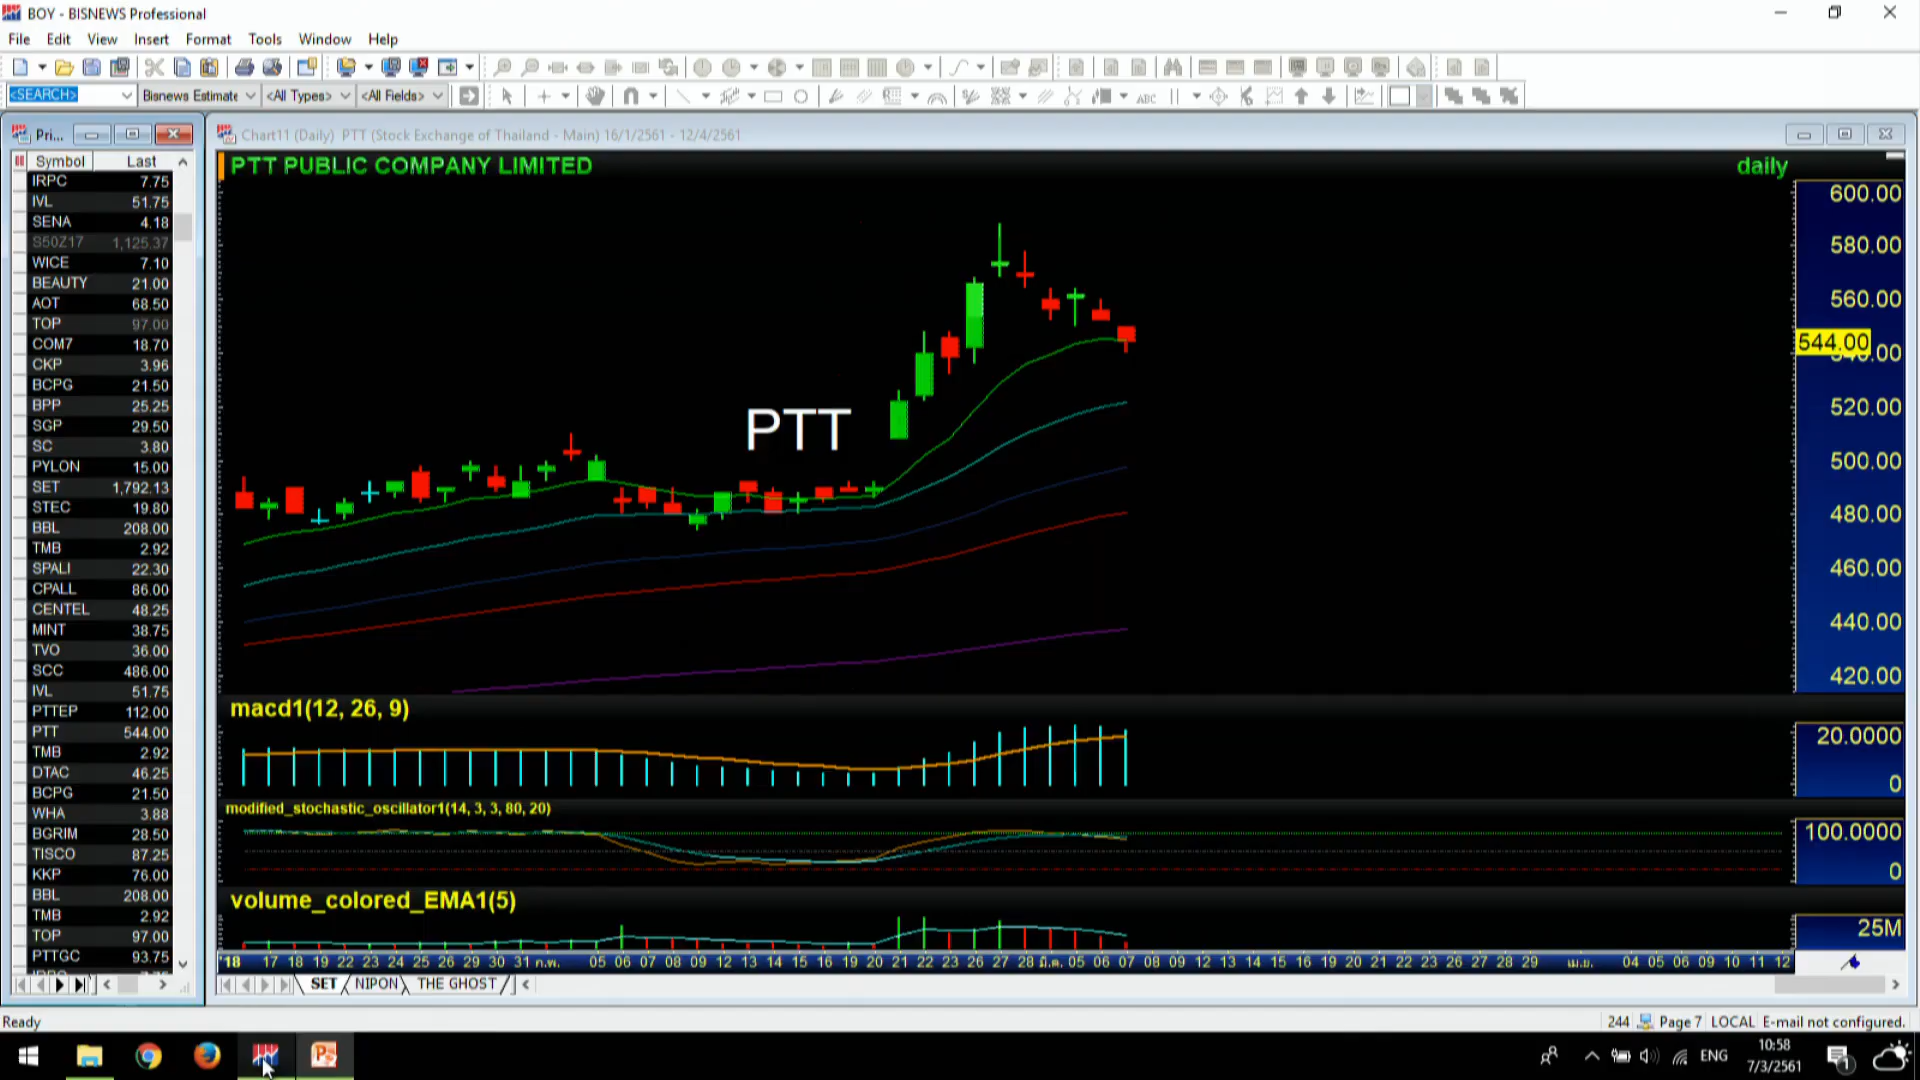 BOY - BISNEWS Professional
File Edit View Insert Format Tools Window Help
<SEARCH> Bisnews Estimate <All Types> <All Fields> ABC
Pri...
Chart11 (Daily) PTT (Stock Exchange of Thailand - Main) 16/1/2561 - 12/4/2561
Symbol Last
IRPC 7.75
IVL 51.75
SENA 4.18
S50Z17 1,125.37
WICE 7.10
BEAUTY 21.00
AOT 68.50
TOP 97.00
COM7 18.70
CKP 3.96
BCPG 21.50
BPP 25.25
SGP 29.50
SC 3.80
PYLON 15.00
SET 1,792.13
STEC 19.80
BBL 208.00
TMB 2.92
SPALI 22.30
CPALL 86.00
CENTEL 48.25
MINT 38.75
TVO 36.00
SCC 486.00
IVL 51.75
PTTEP 112.00
PTT 544.00
TMB 2.92
DTAC 46.25
BCPG 21.50
WHA 3.88
BGRIM 28.50
TISCO 87.25
KKP 76.00
BBL 208.00
TMB 2.92
TOP 97.00
PTTGC 93.75
PTT PUBLIC COMPANY LIMITED
daily
600.00
580.00
560.00
544.00
520.00
500.00
480.00
460.00
440.00
420.00
PTT
macd1(12, 26, 9)
20.0000
0
modified_stochastic_oscillator1(14, 3, 3, 80, 20)
100.0000
0
volume_colored_EMA1(5)
25M
'18 17 18 19 22 23 24 25 26 29 30 31 ก.พ. 05 06 07 08 09 12 13 14 15 16 19 20 21 22 23 26 27 28 มี.ค. 05 06 07 08 09 12 13 14 15 16 19 20 21 22 23 26 27 28 29 เม.ย. 04 05 06 09 10 11 12
SET NIPON THE GHOST
Ready
244 Page 7 LOCAL E-mail not configured.
ENG
10:58
7/3/2561
1